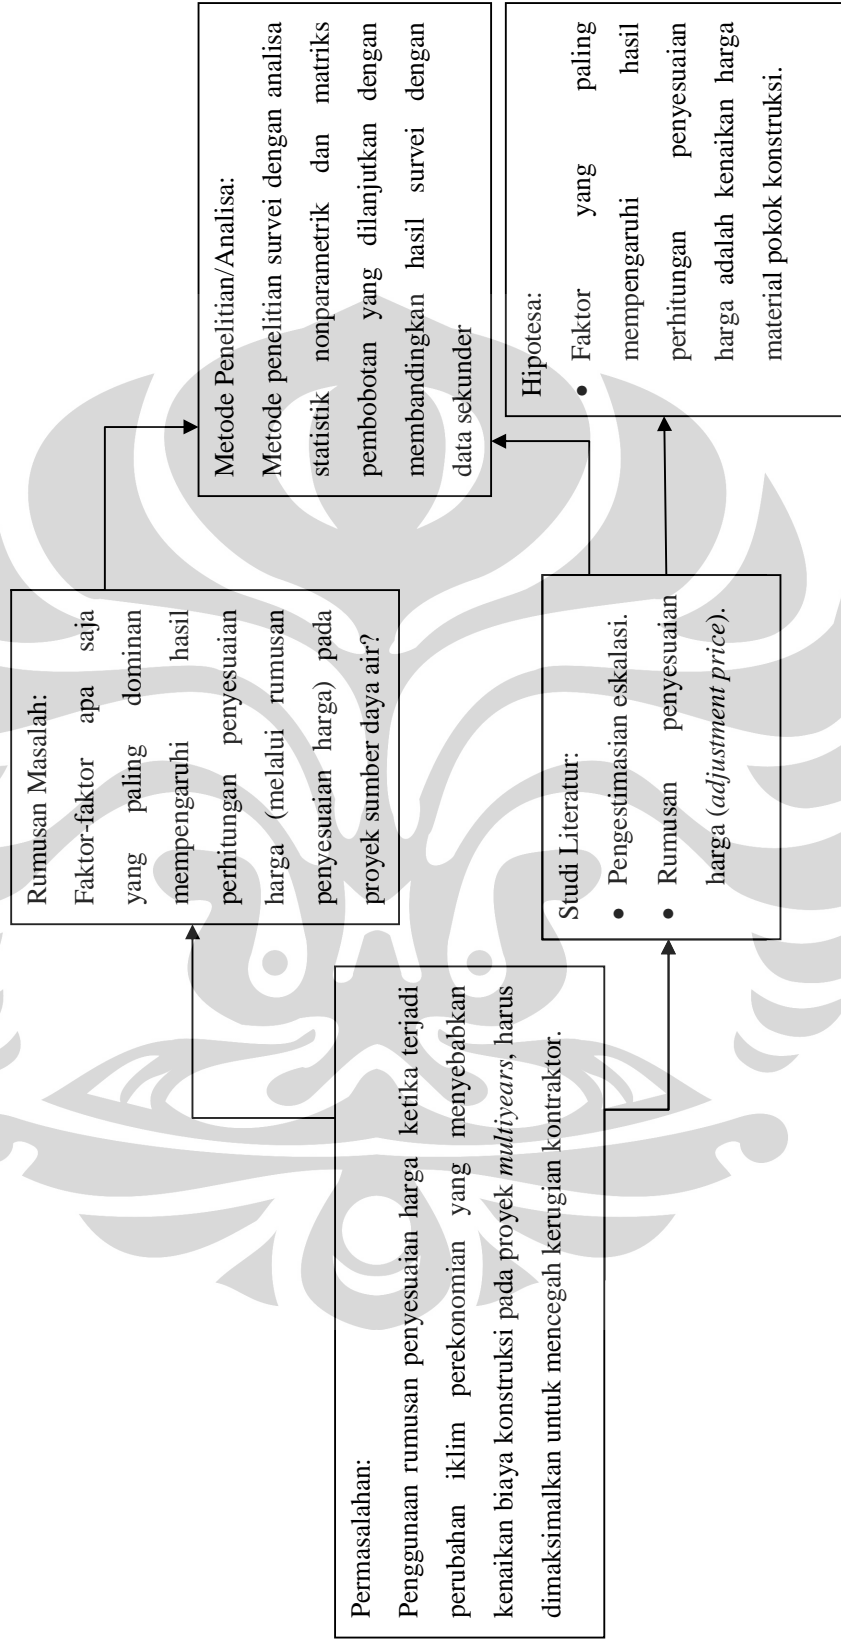 Permasalahan:
Penggunaan rumusan penyesuaian harga ketika terjadi
perubahan iklim perekonomian yang menyebabkan
kenaikan biaya konstruksi pada proyek multiyears, harus
dimaksimalkan untuk mencegah kerugian kontraktor.
Rumusan Masalah:
Faktor-faktor apa saja
yang paling dominan
mempengaruhi hasil
perhitungan penyesuaian
harga (melalui rumusan
penyesuaian harga) pada
proyek sumber daya air?
Studi Literatur:
• Pengestimasian eskalasi.
• Rumusan penyesuaian
harga (adjustment price).
Metode Penelitian/Analisa:
Metode penelitian survei dengan analisa
statistik nonparametrik dan matriks
pembobotan yang dilanjutkan dengan
membandingkan hasil survei dengan
data sekunder
Hipotesa:
• Faktor yang paling
mempengaruhi hasil
perhitungan penyesuaian
harga adalah kenaikan harga
material pokok konstruksi.